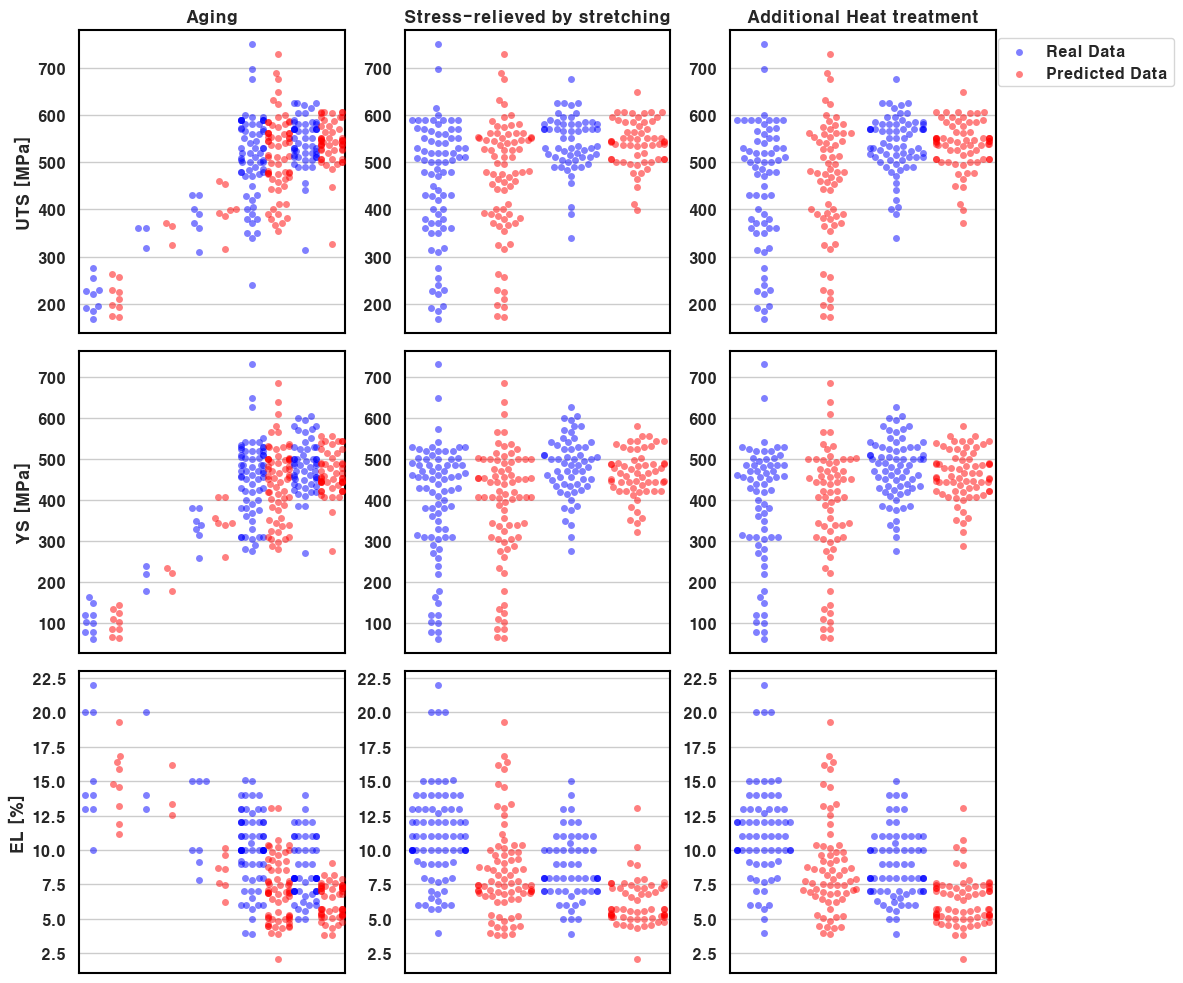 Aging Stress-relieved by stretching Additional Heat treatment
Real Data
Predicted Data
UTS [MPa]
700 700 700
600 600 600
500 500 500
400 400 400
300 300 300
200 200 200
YS [MPa]
700 700 700
600 600 600
500 500 500
400 400 400
300 300 300
200 200 200
100 100 100
EL [%]
22.5 22.5 22.5
20.0 20.0 20.0
17.5 17.5 17.5
15.0 15.0 15.0
12.5 12.5 12.5
10.0 10.0 10.0
7.5 7.5 7.5
5.0 5.0 5.0
2.5 2.5 2.5